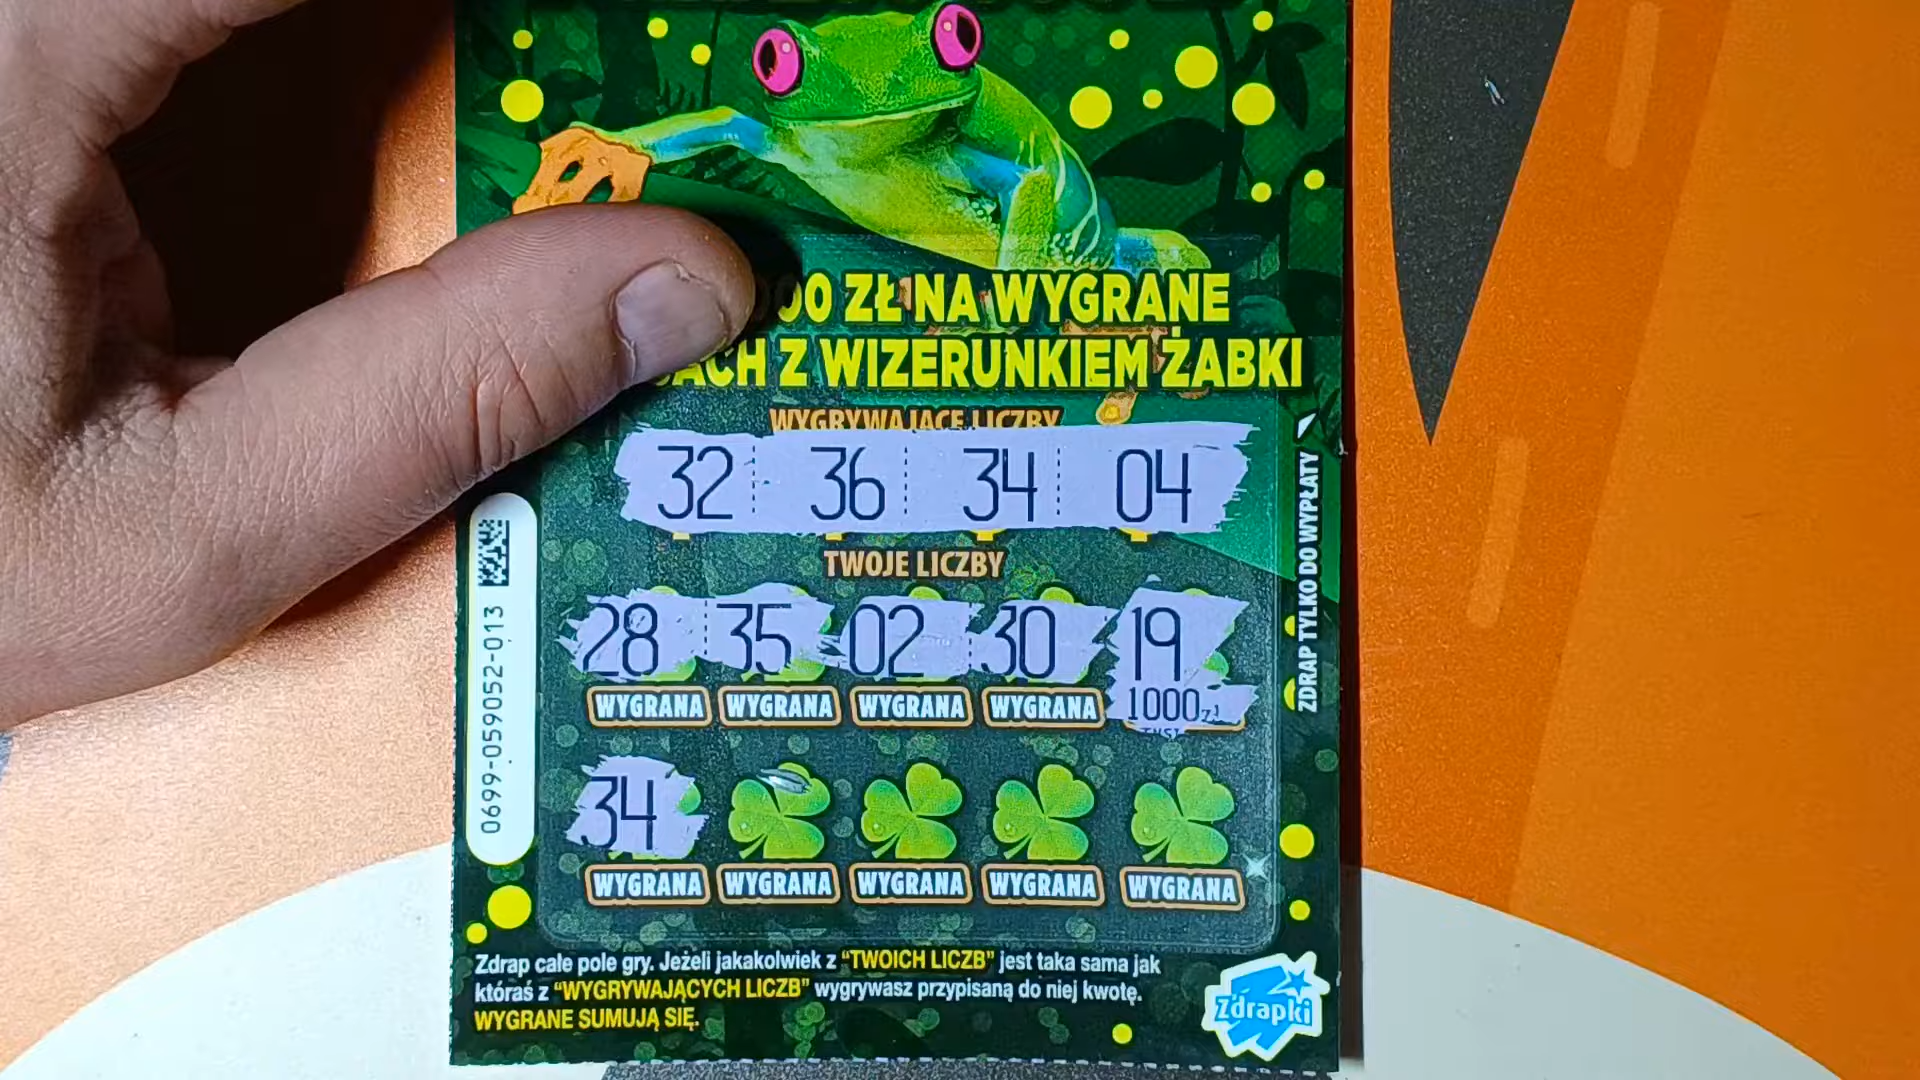 00 ZŁ NA WYGRANE
ACH Z WIZERUNKIEM ŻABKI
WYGRYWAJĄCE LICZBY
32 36 34 04
TWOJE LICZBY
28 35 02 30 19
WYGRANA WYGRANA WYGRANA WYGRANA 1000zł
34
WYGRANA WYGRANA WYGRANA WYGRANA WYGRANA
Zdrap całe pole gry. Jeżeli jakakolwiek z “TWOICH LICZB” jest taka sama jak
któraś z “WYGRYWAJĄCYCH LICZB” wygrywasz przypisaną do niej kwotę.
WYGRANE SUMUJĄ SIĘ.
Zdrapki
0699-059052-013
ZDRAP TYLKO DO WYPŁATY